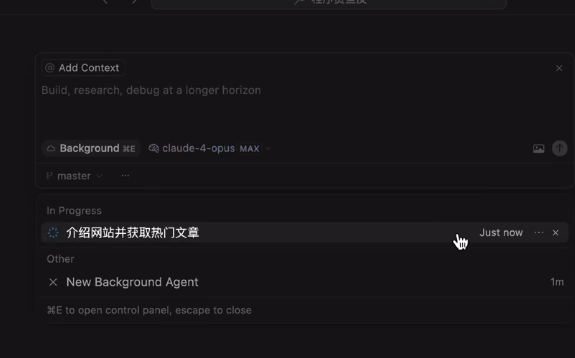 @ Add Context
Build, research, debug at a longer horizon
Background ⌘E claude-4-opus MAX
master ...
In Progress
介绍网站并获取热门文章 Just now ...
Other
New Background Agent 1m
⌘E to open control panel, escape to close